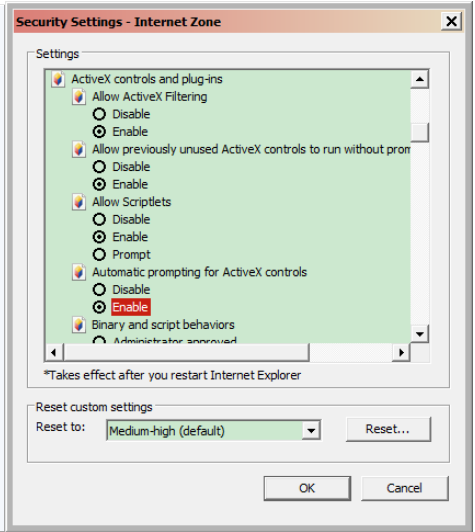 Security Settings - Internet Zone
Settings
ActiveX controls and plug-ins
Allow ActiveX Filtering
Disable
Enable
Allow previously unused ActiveX controls to run without prom
Disable
Enable
Allow Scriptlets
Disable
Enable
Prompt
Automatic prompting for ActiveX controls
Disable
Enable
Binary and script behaviors
Administrator approved
*Takes effect after you restart Internet Explorer
Reset custom settings
Reset to: Medium-high (default) Reset...
OK Cancel